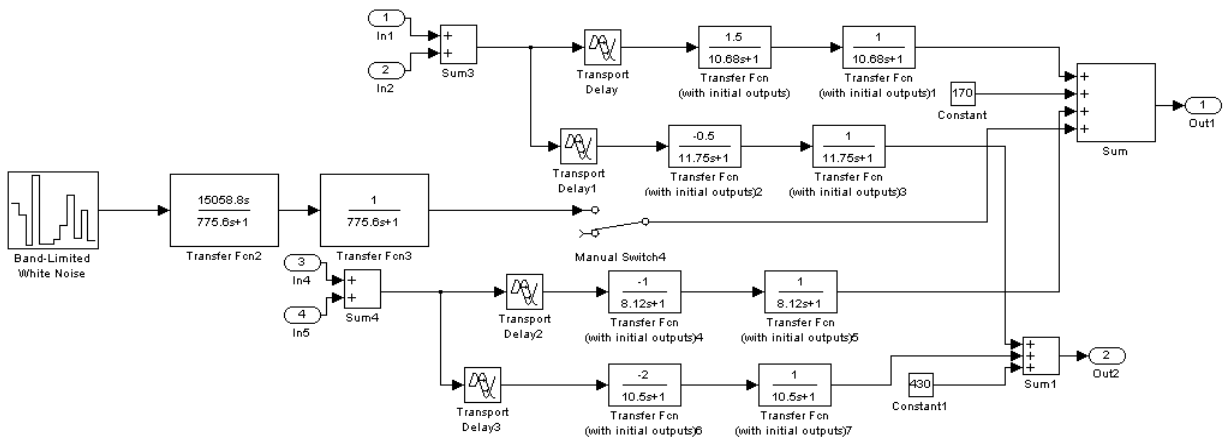 1
In1
2
In2
+
+
Sum3
Transport
Delay
1.5
10.68s+1
Transfer Fcn
(with initial outputs)
1
10.68s+1
Transfer Fcn
(with initial outputs)1
170
Constant
+
+
+
+
Sum
1
Out1
Transport
Delay1
-0.5
11.75s+1
Transfer Fcn
(with initial outputs)2
1
11.75s+1
Transfer Fcn
(with initial outputs)3
Band-Limited
White Noise
15058.8s
775.6s+1
Transfer Fcn2
1
775.6s+1
Transfer Fcn3
Manual Switch4
3
In4
4
In5
+
+
Sum4
Transport
Delay2
-1
8.12s+1
Transfer Fcn
(with initial outputs)4
1
8.12s+1
Transfer Fcn
(with initial outputs)5
Transport
Delay3
-2
10.5s+1
Transfer Fcn
(with initial outputs)6
1
10.5s+1
Transfer Fcn
(with initial outputs)7
430
Constant1
+
+
+
Sum1
2
Out2